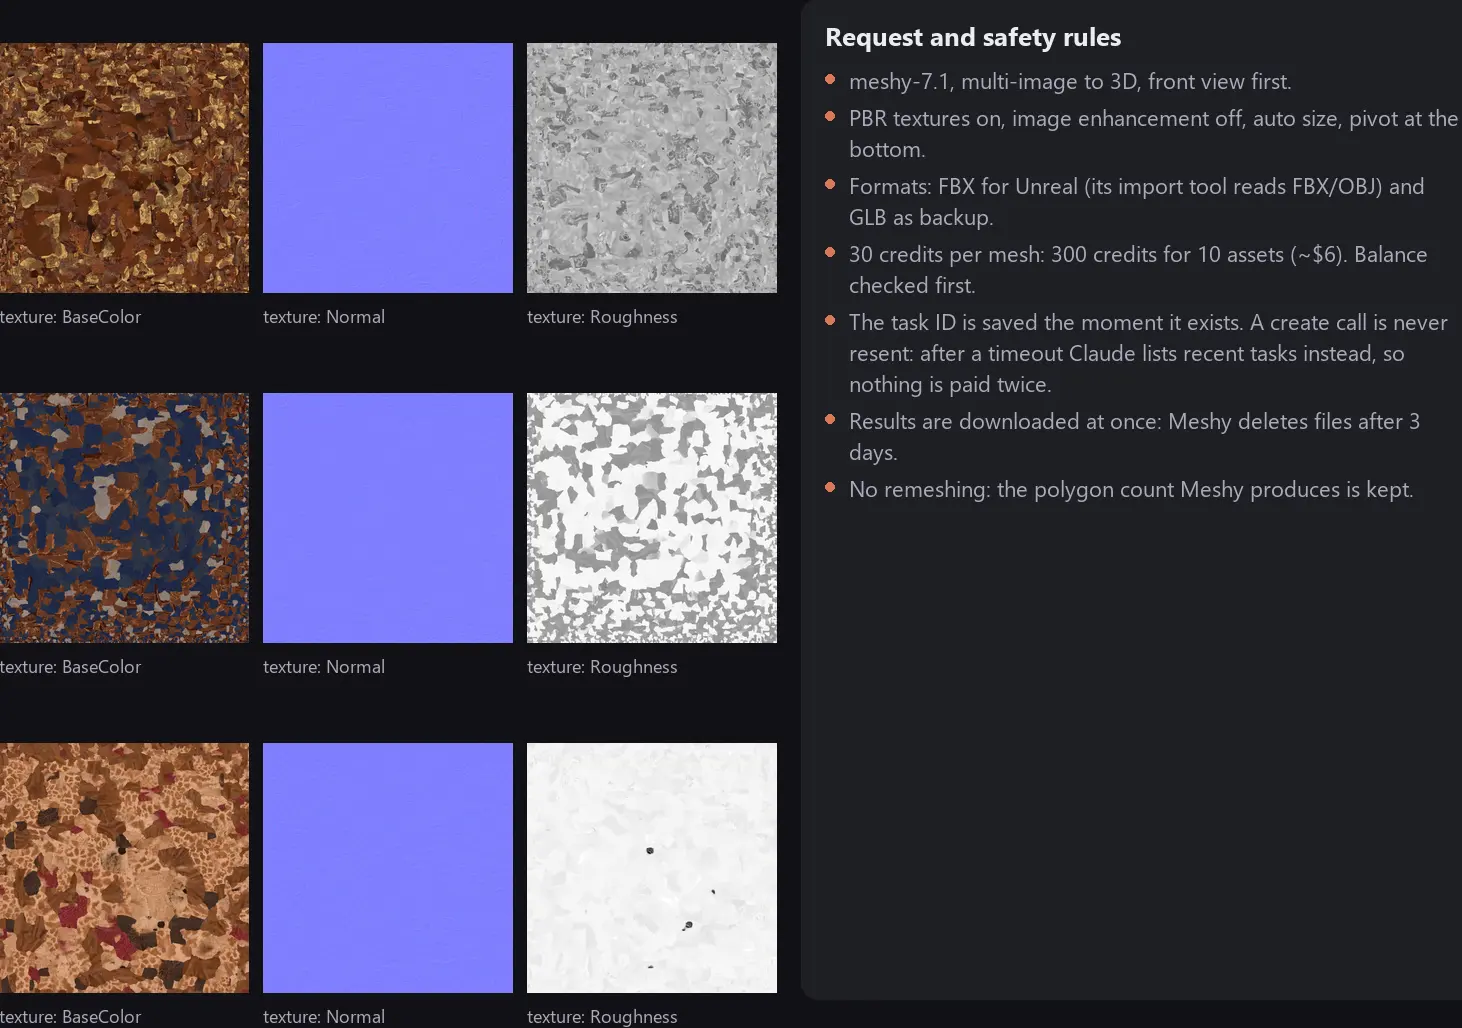 texture: BaseColor
texture: Normal
texture: Roughness
texture: BaseColor
texture: Normal
texture: Roughness
texture: BaseColor
texture: Normal
texture: Roughness
Request and safety rules
meshy-7.1, multi-image to 3D, front view first.
PBR textures on, image enhancement off, auto size, pivot at the
bottom.
Formats: FBX for Unreal (its import tool reads FBX/OBJ) and
GLB as backup.
30 credits per mesh: 300 credits for 10 assets (~$6). Balance
checked first.
The task ID is saved the moment it exists. A create call is never
resent: after a timeout Claude lists recent tasks instead, so
nothing is paid twice.
Results are downloaded at once: Meshy deletes files after 3
days.
No remeshing: the polygon count Meshy produces is kept.